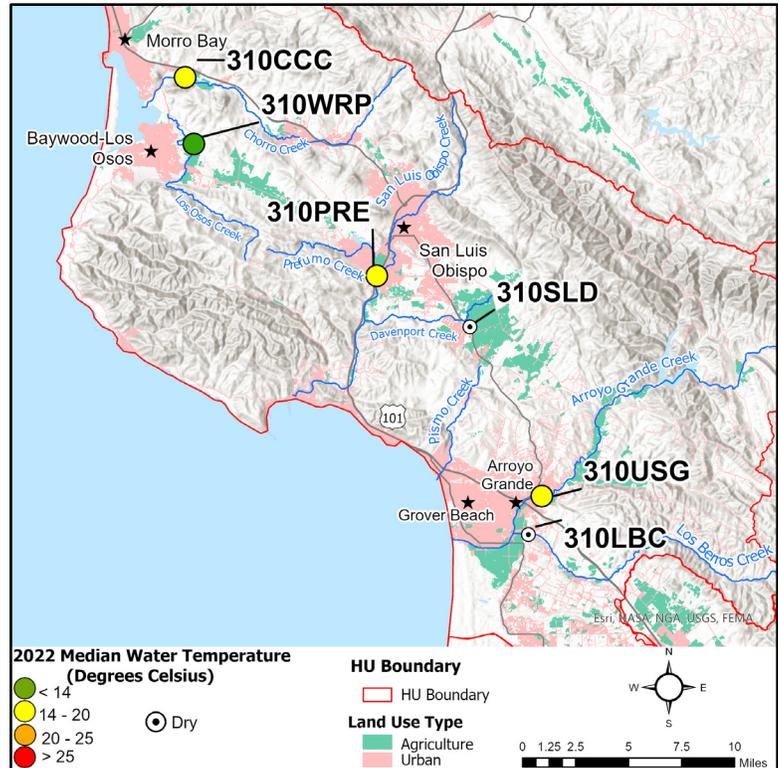 Morro Bay
310CCC
310WRP
Baywood-Los
Osos
Chorro Creek
San Luis Obispo Creek
Los Osos Creek
310PRE
San Luis
Obispo
Prefumo Creek
310SLD
Davenport Creek
Arroyo Grande Creek
Pismo Creek
101
Arroyo
Grande
310USG
Grover Beach
310LBC
Los Berros Creek
Esri, NASA, NGA, USGS, FEMA
2022 Median Water Temperature
(Degrees Celsius)
< 14
14 - 20
20 - 25
> 25
Dry
HU Boundary
HU Boundary
Land Use Type
Agriculture
Urban
N
W E
S
0 1.25 2.5 5 7.5 10
Miles